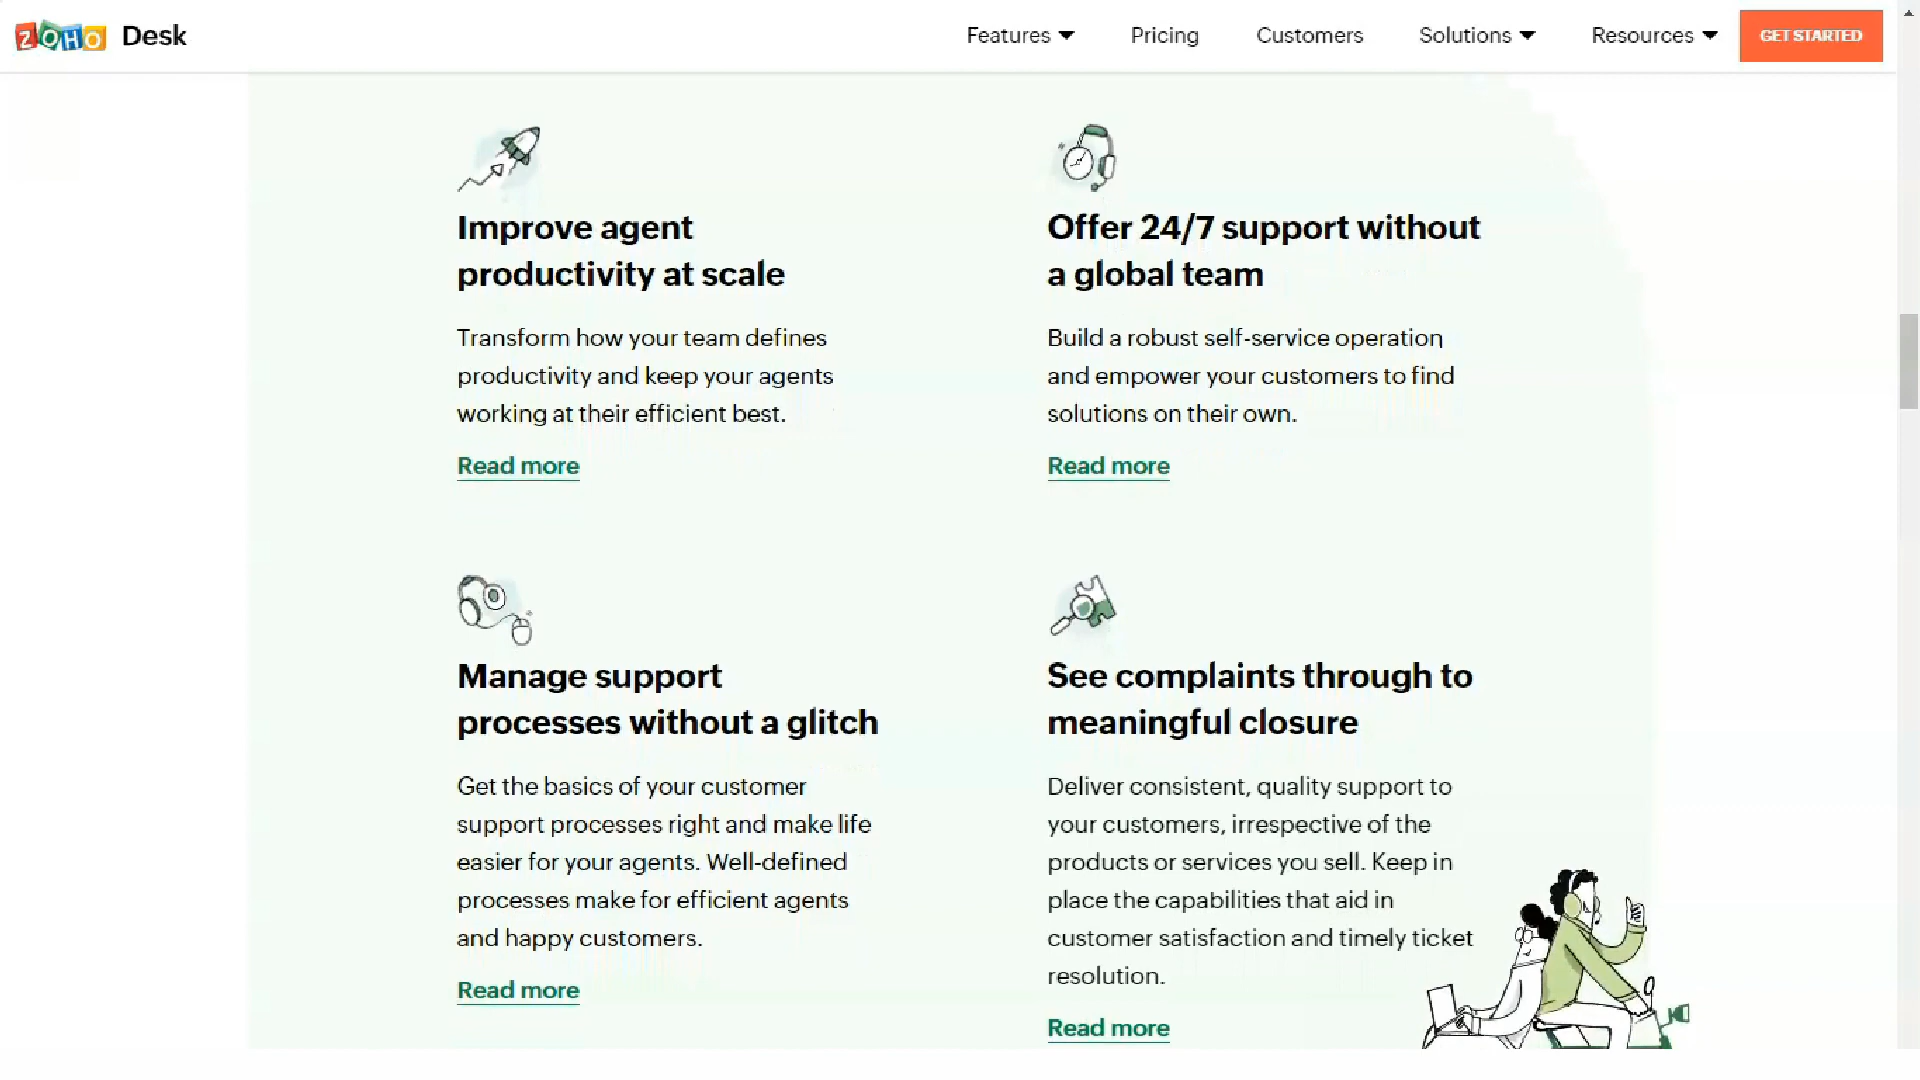 ZOHO Desk
Features
Pricing
Customers
Solutions
Resources
GET STARTED
Improve agent
productivity at scale
Transform how your team defines
productivity and keep your agents
working at their efficient best.
Read more
Offer 24/7 support without
a global team
Build a robust self-service operation
and empower your customers to find
solutions on their own.
Read more
Manage support
processes without a glitch
Get the basics of your customer
support processes right and make life
easier for your agents. Well-defined
processes make for efficient agents
and happy customers.
Read more
See complaints through to
meaningful closure
Deliver consistent, quality support to
your customers, irrespective of the
products or services you sell. Keep in
place the capabilities that aid in
customer satisfaction and timely ticket
resolution.
Read more